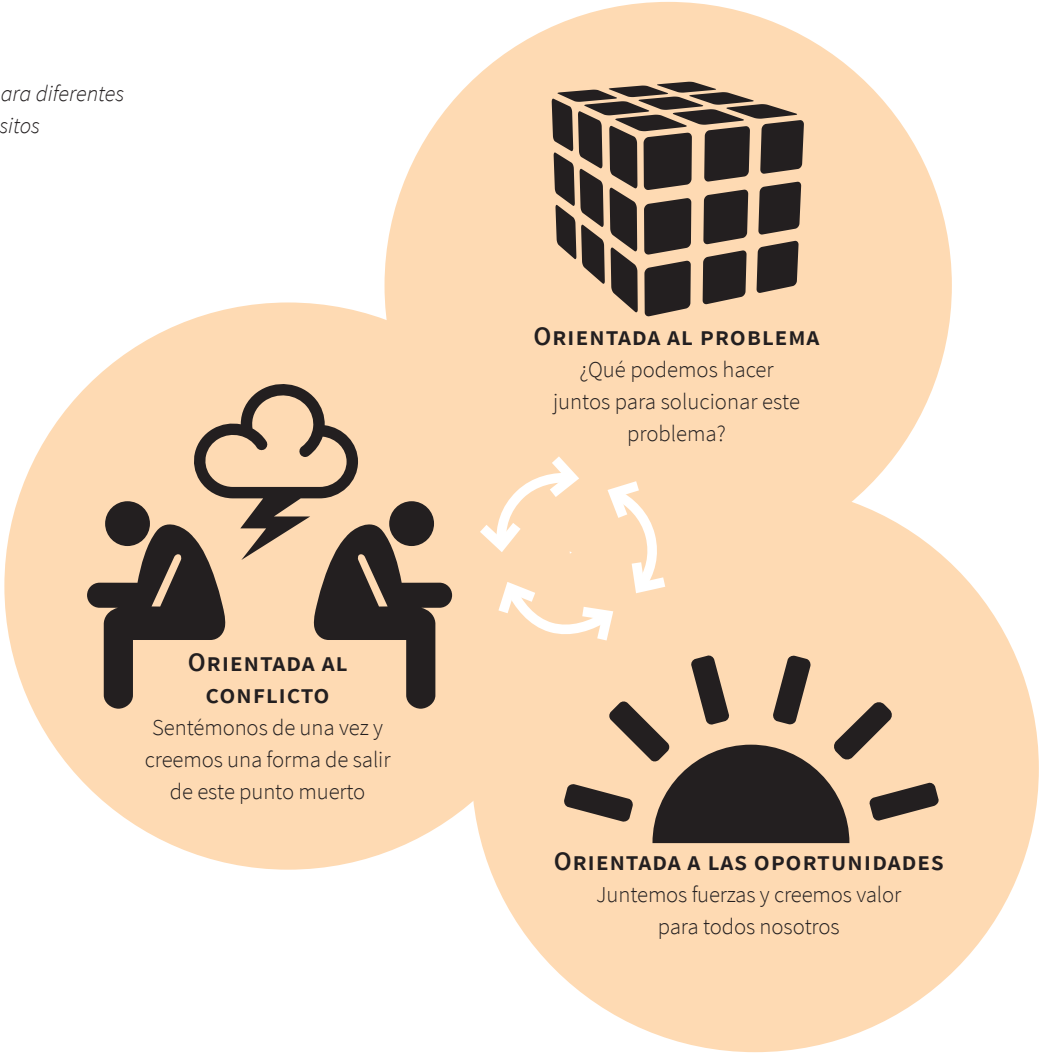 ara diferentes
sitos
ORIENTADA AL PROBLEMA
¿Qué podemos hacer
juntos para solucionar este
problema?
ORIENTADA AL
CONFLICTO
Sentémonos de una vez y
creemos una forma de salir
de este punto muerto
ORIENTADA A LAS OPORTUNIDADES
Juntemos fuerzas y creemos valor
para todos nosotros